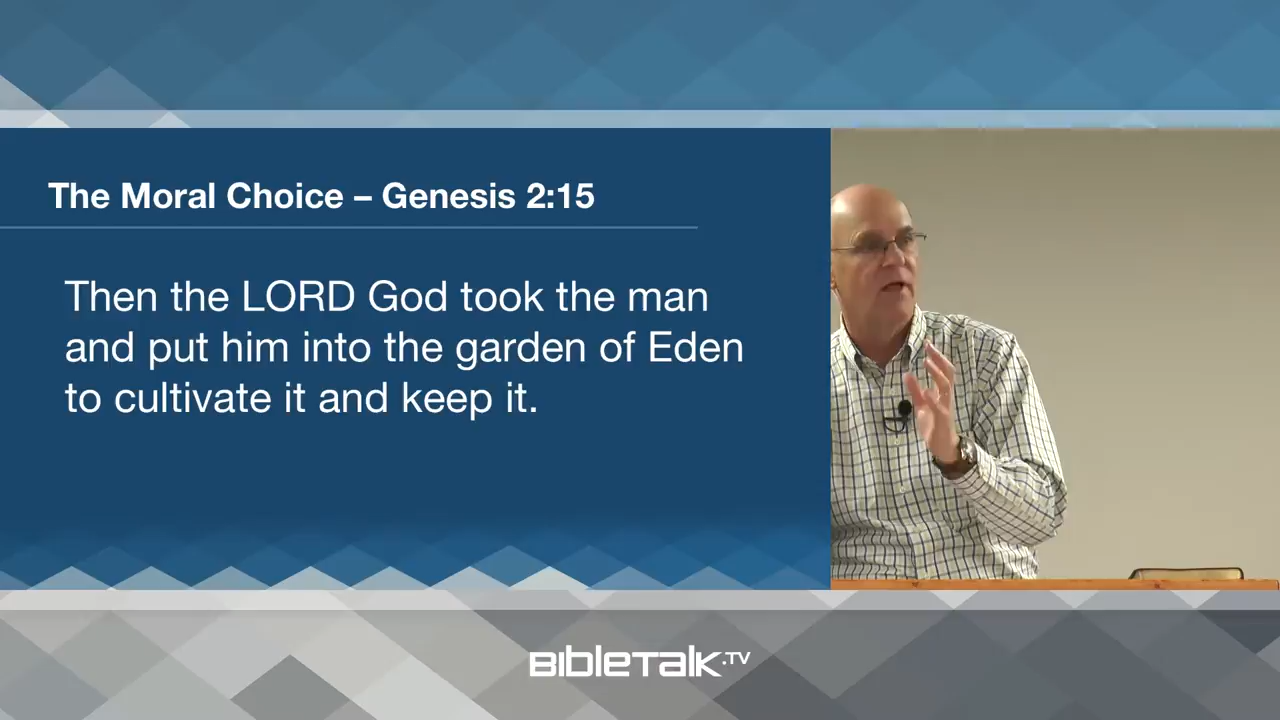 The Moral Choice – Genesis 2:15
Then the LORD God took the man
and put him into the garden of Eden
to cultivate it and keep it.
BIBLETALK.TV